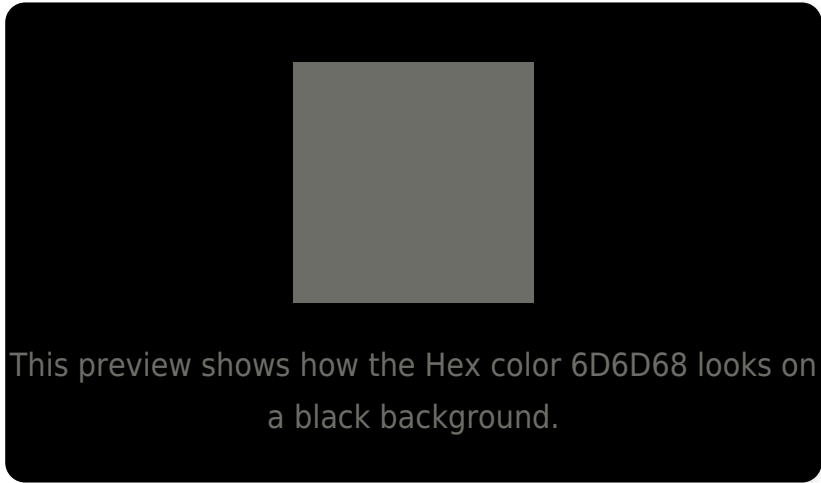 This preview shows how the Hex color 6D6D68 looks on
a black background.